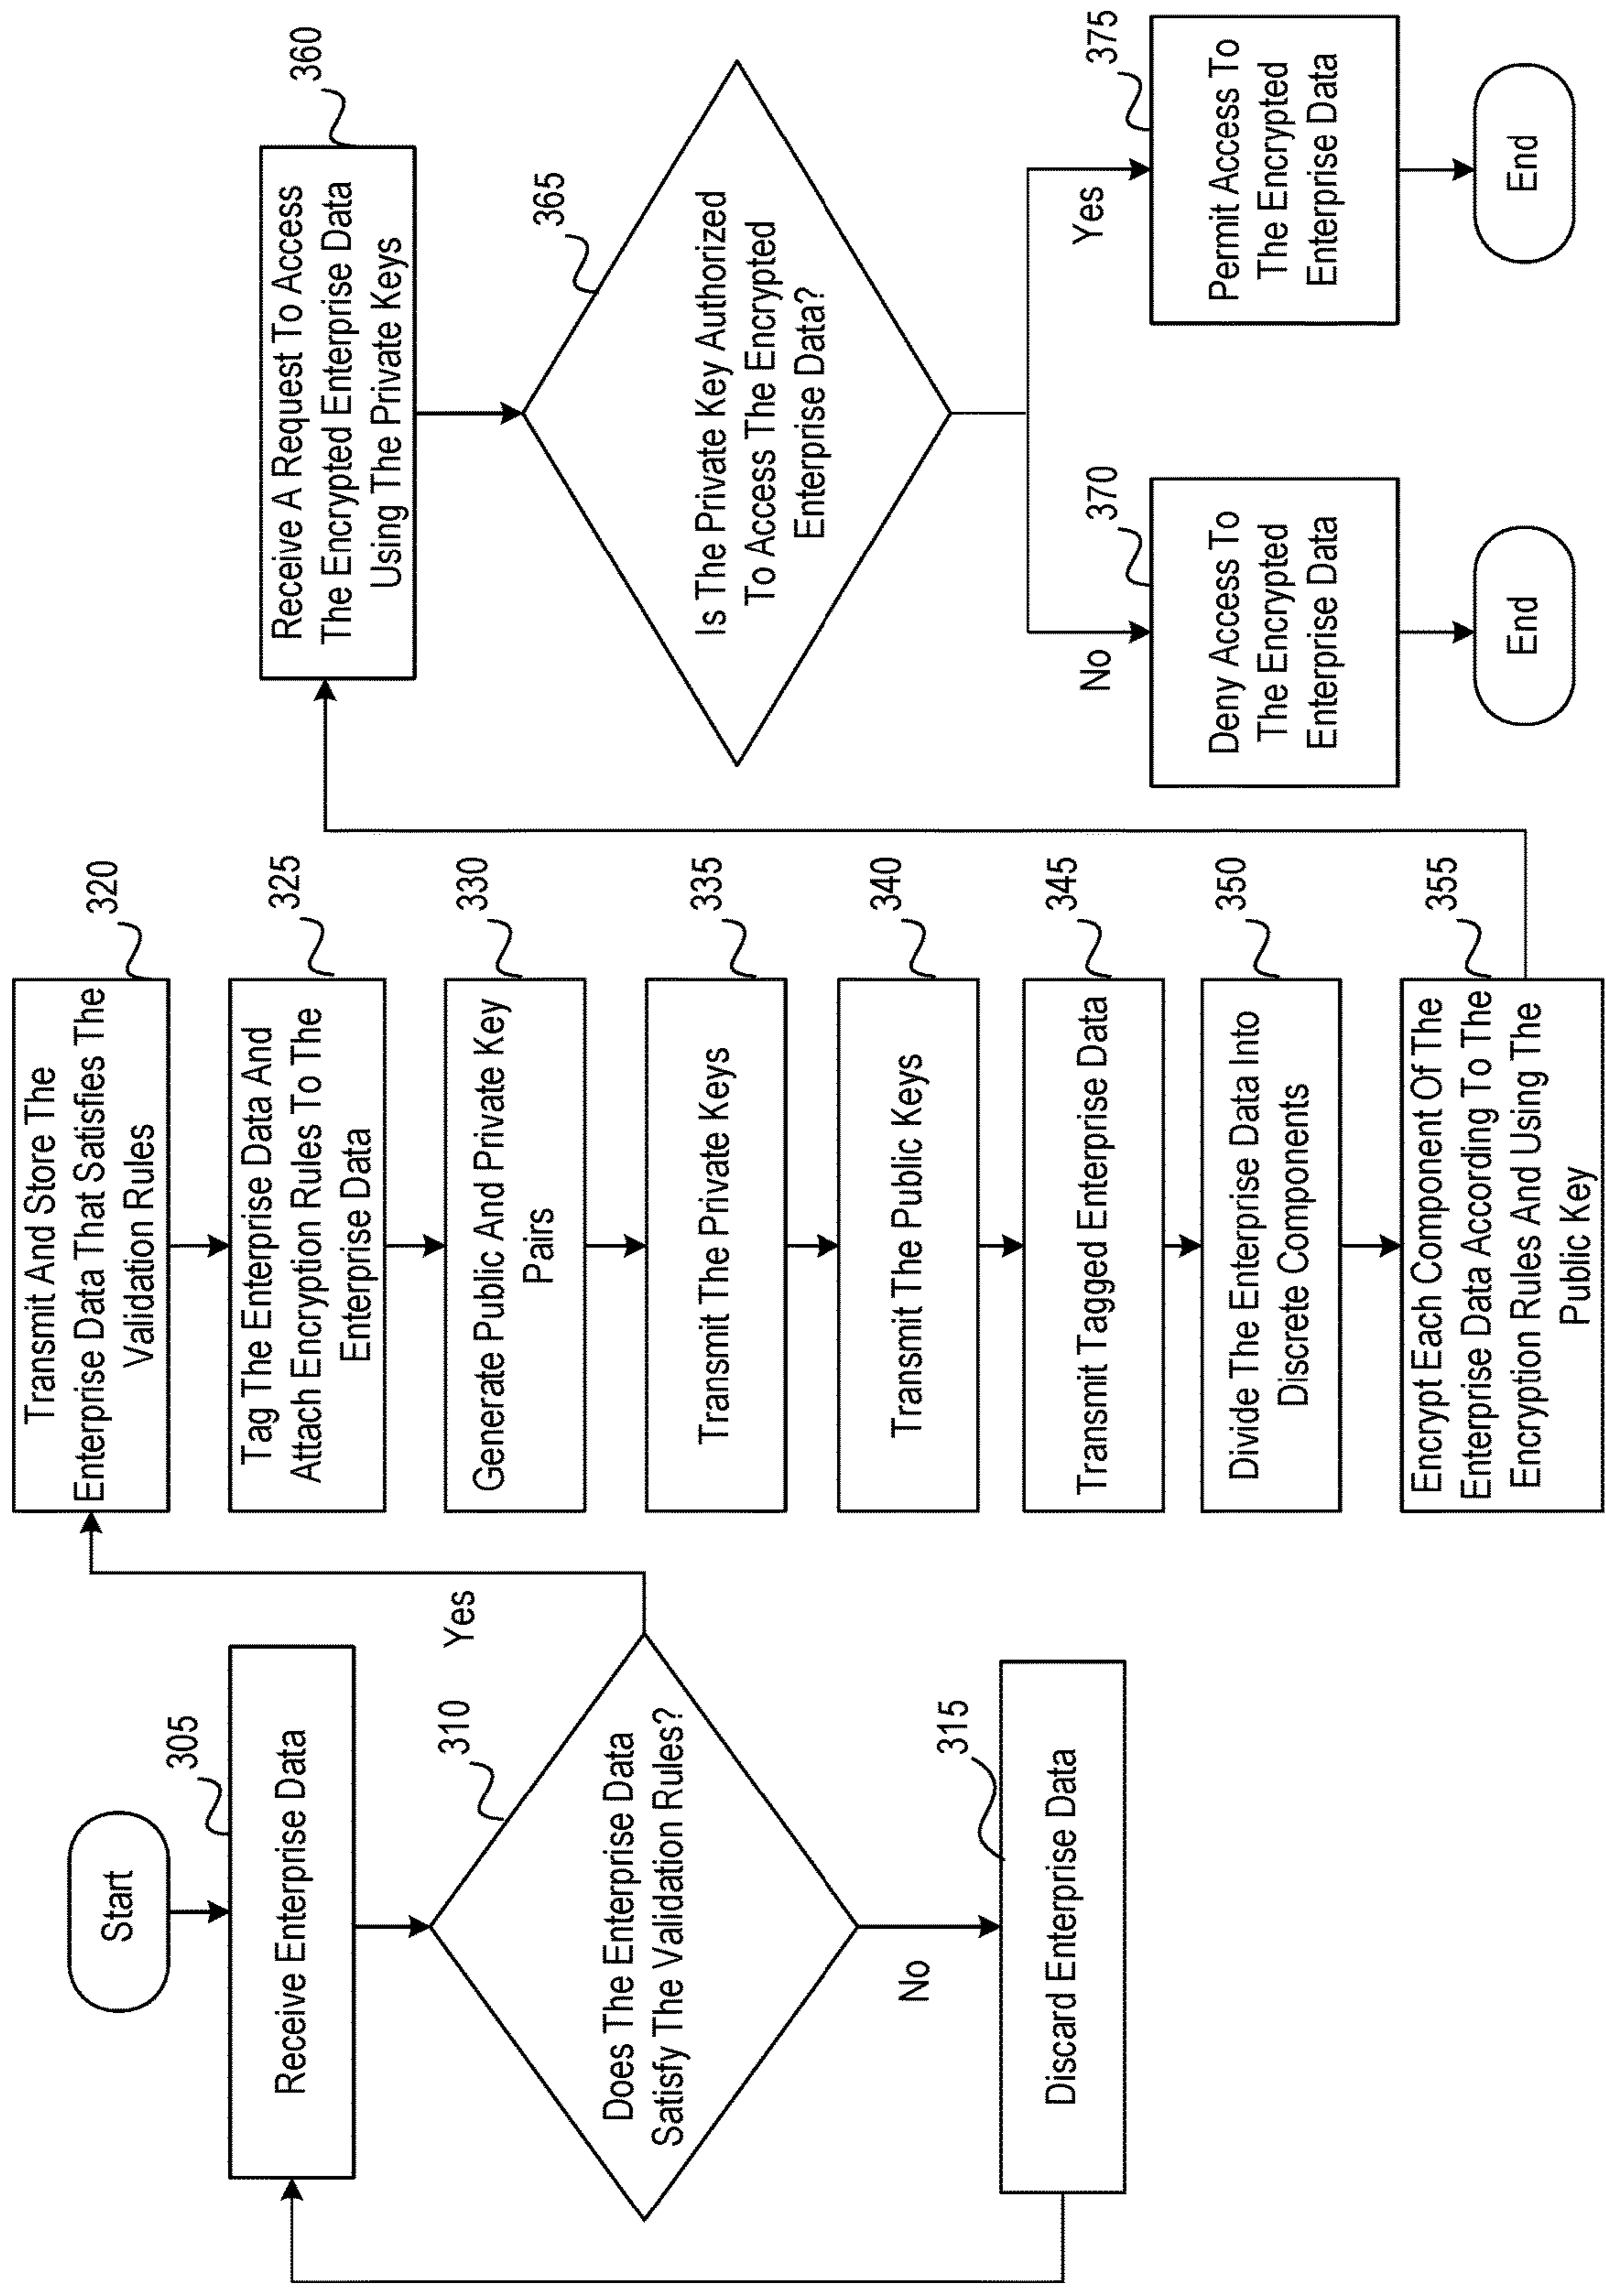 Start
305
Receive Enterprise Data
310
Does The Enterprise Data
Satisfy The Validation Rules?
Yes
No
315
Discard Enterprise Data
320
Transmit And Store The
Enterprise Data That Satisfies The
Validation Rules
325
Tag The Enterprise Data And
Attach Encryption Rules To The
Enterprise Data
330
Generate Public And Private Key
Pairs
335
Transmit The Private Keys
340
Transmit The Public Keys
345
Transmit Tagged Enterprise Data
350
Divide The Enterprise Data Into
Discrete Components
355
Encrypt Each Component Of The
Enterprise Data According To The
Encryption Rules And Using The
Public Key
360
Receive A Request To Access
The Encrypted Enterprise Data
Using The Private Keys
365
Is The Private Key Authorized
To Access The Encrypted
Enterprise Data?
No
Yes
370
Deny Access To
The Encrypted
Enterprise Data
End
375
Permit Access To
The Encrypted
Enterprise Data
End